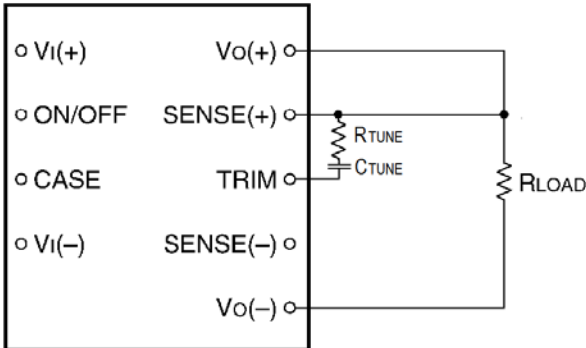 VI(+) VO(+)
ON/OFF SENSE(+)
RTUNE
CTUNE
CASE TRIM
RLOAD
VI(–) SENSE(–)
VO(–)